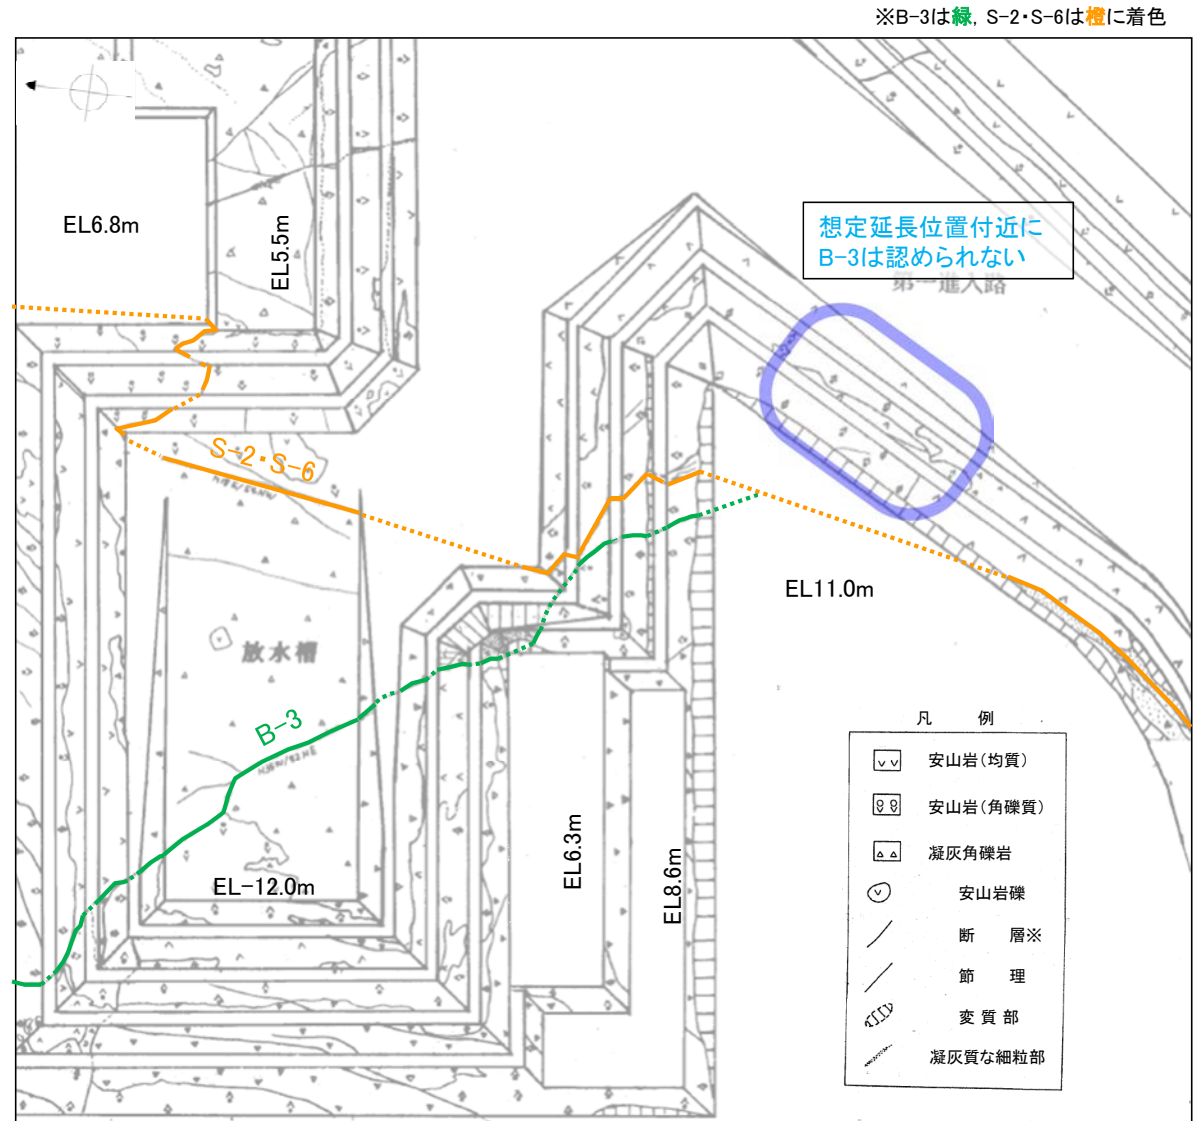 ※B-3は緑, S-2・S-6は橙に着色
EL6.8m
EL5.5m
想定延長位置付近に
B-3は認められない
第一進入路
S-2・S-6
EL11.0m
放水槽
B-3
EL-12.0m
EL6.3m
EL8.6m
凡 例
安山岩(均質)
安山岩(角礫質)
凝灰角礫岩
安山岩礫
断 層※
節 理
変 質 部
凝灰質な細粒部